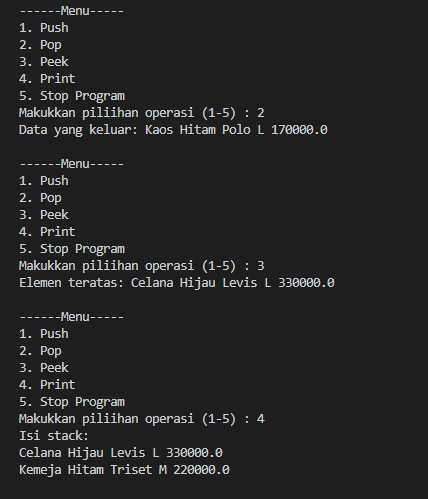 ------Menu-----
1. Push
2. Pop
3. Peek
4. Print
5. Stop Program
Makukkan piliihan operasi (1-5) : 2
Data yang keluar: Kaos Hitam Polo L 170000.0
------Menu-----
1. Push
2. Pop
3. Peek
4. Print
5. Stop Program
Makukkan piliihan operasi (1-5) : 3
Elemen teratas: Celana Hijau Levis L 330000.0
------Menu-----
1. Push
2. Pop
3. Peek
4. Print
5. Stop Program
Makukkan piliihan operasi (1-5) : 4
Isi stack:
Celana Hijau Levis L 330000.0
Kemeja Hitam Triset M 220000.0